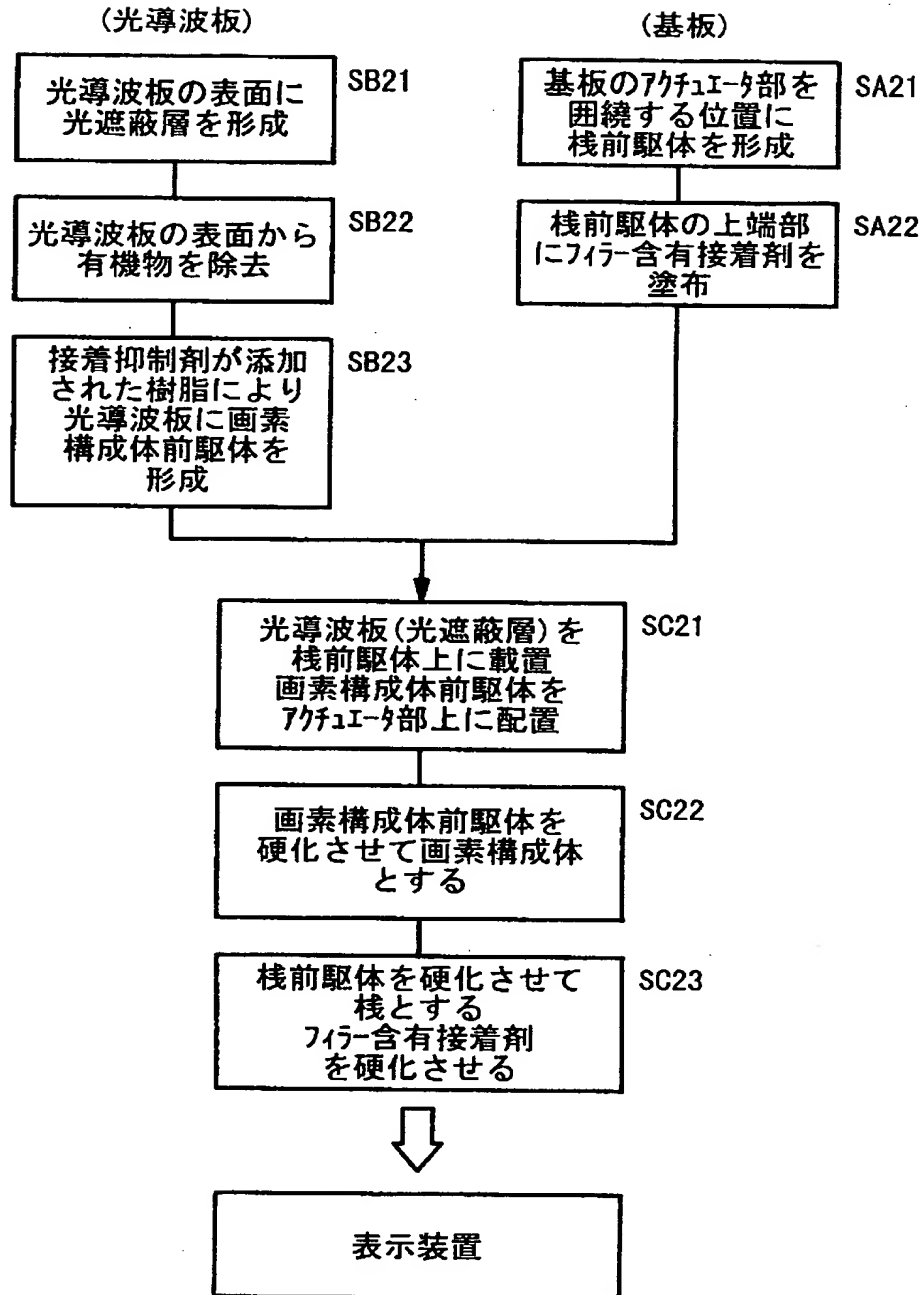 (光導波板)
光導波板の表面に
光遮蔽層を形成
SB21
光導波板の表面から
有機物を除去
SB22
接着抑制剤が添加
された樹脂により
光導波板に画素
構成体前駆体を
形成
SB23
(基板)
基板のアクチュエータ部を
囲繞する位置に
桟前駆体を形成
SA21
桟前駆体の上端部
にフィラー含有接着剤を
塗布
SA22
光導波板(光遮蔽層)を
桟前駆体上に載置
画素構成体前駆体を
アクチュエータ部上に配置
SC21
画素構成体前駆体を
硬化させて画素構成体
とする
SC22
桟前駆体を硬化させて
桟とする
フィラー含有接着剤
を硬化させる
SC23
表示装置